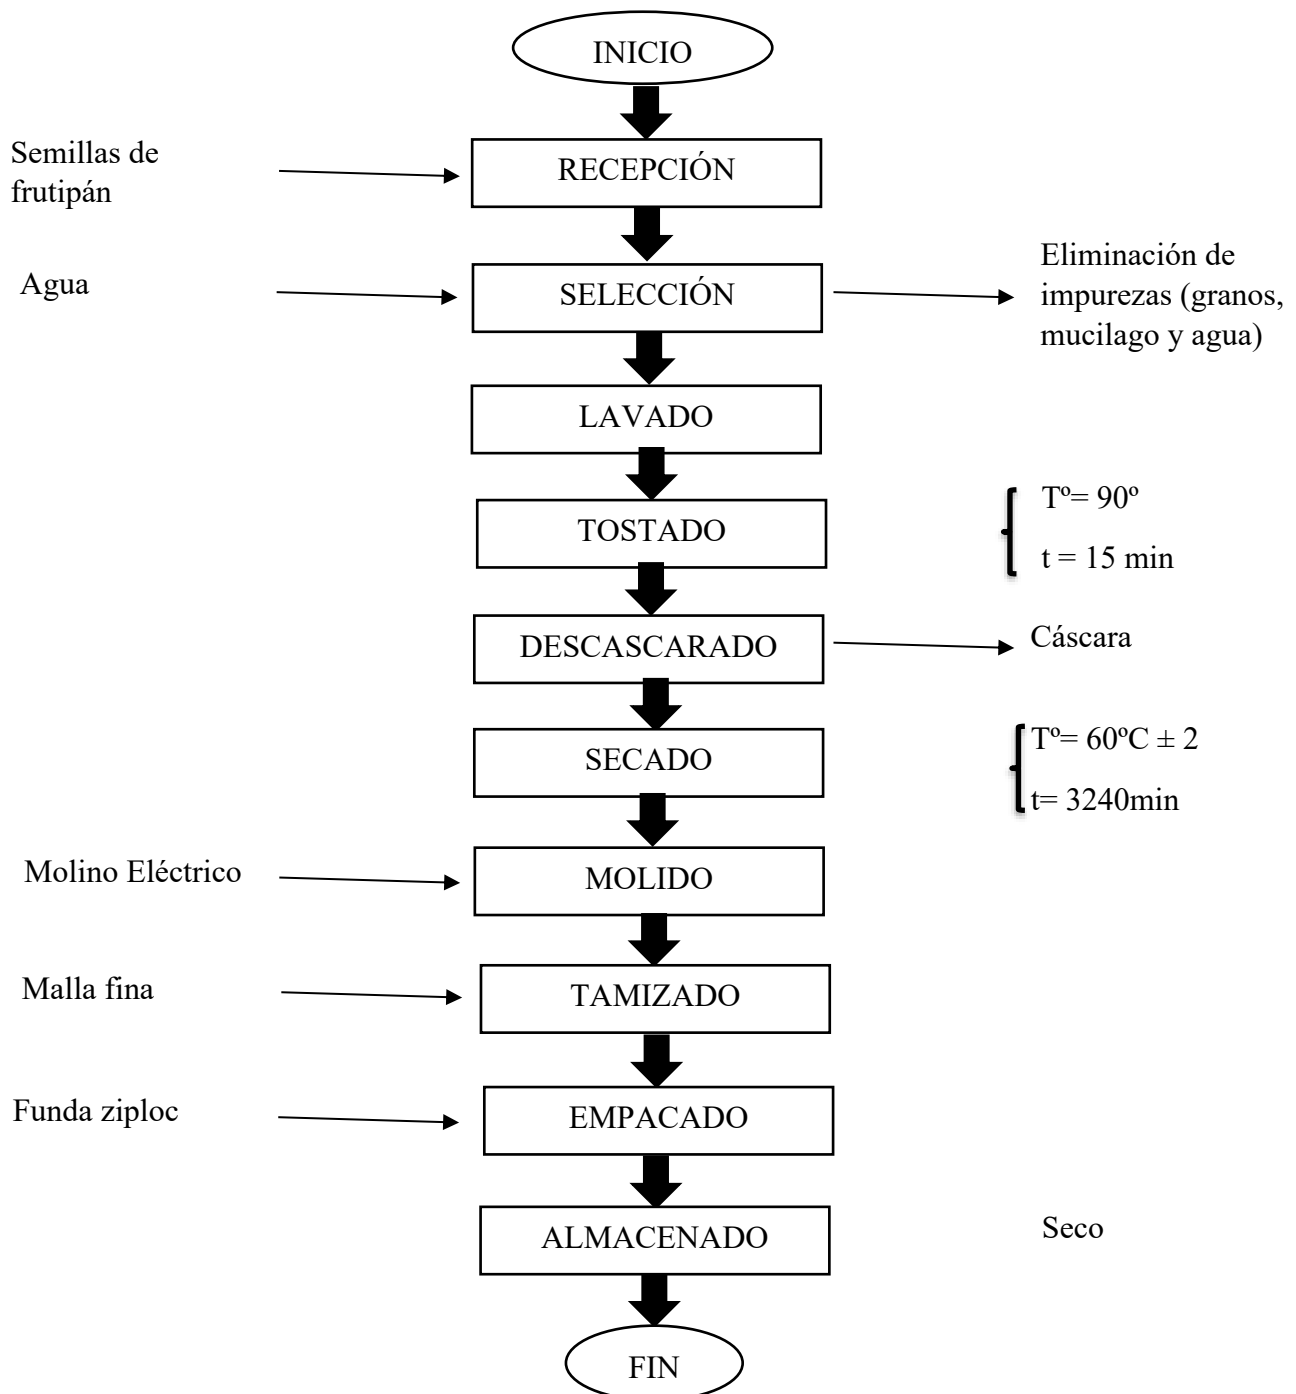 INICIO
Semillas de
frutipán
RECEPCIÓN
Agua
SELECCIÓN
Eliminación de
impurezas (granos,
mucilago y agua)
LAVADO
TOSTADO
Tº= 90º
t = 15 min
DESCASCARADO
Cáscara
SECADO
Tº= 60ºC ± 2
t= 3240min
Molino Eléctrico
MOLIDO
Malla fina
TAMIZADO
Funda ziploc
EMPACADO
ALMACENADO
Seco
FIN